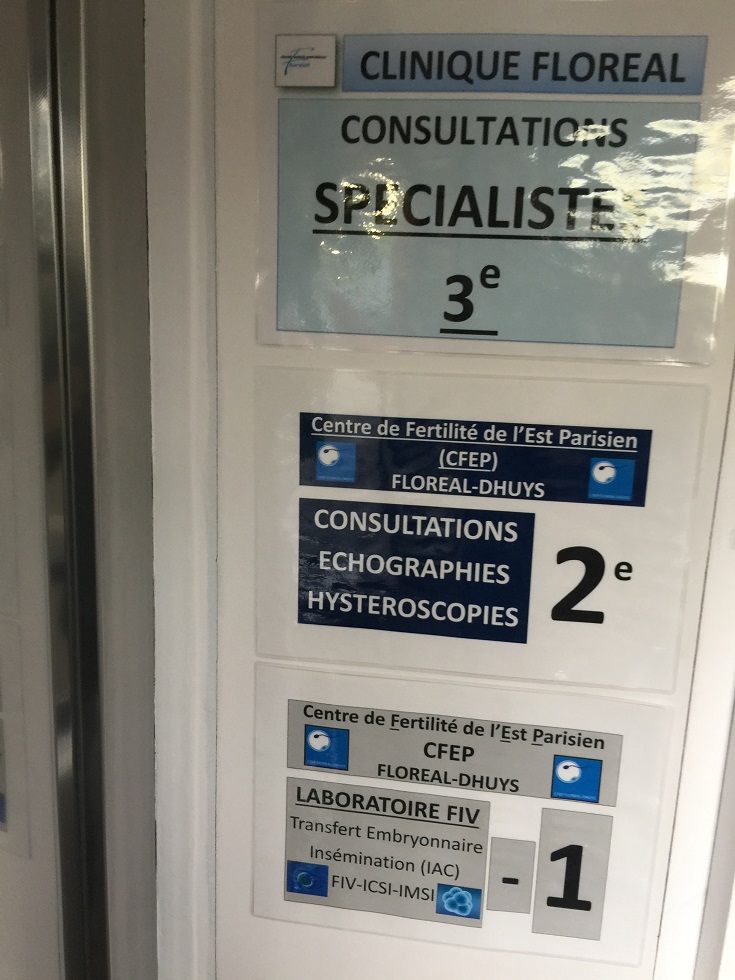 CLINIQUE FLOREAL
CONSULTATIONS
SPECIALISTES
3e
Centre de Fertilité de l'Est Parisien
(CFEP)
FLOREAL-DHUYS
CONSULTATIONS
ECHOGRAPHIES
HYSTEROSCOPIES
2e
Centre de Fertilité de l'Est Parisien
CFEP
FLOREAL-DHUYS
LABORATOIRE FIV
Transfert Embryonnaire
Insémination (IAC)
FIV-ICSI-IMSI
- 1